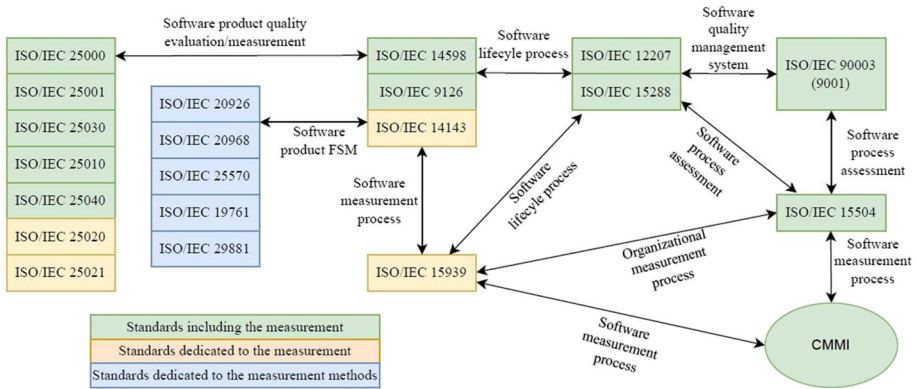 Software product quality
evaluation/measurement
ISO/IEC 25000
ISO/IEC 25001
ISO/IEC 25030
ISO/IEC 25010
ISO/IEC 25040
ISO/IEC 25020
ISO/IEC 25021
ISO/IEC 20926
ISO/IEC 20968
ISO/IEC 25570
ISO/IEC 19761
ISO/IEC 29881
Software
product FSM
ISO/IEC 14598
ISO/IEC 9126
ISO/IEC 14143
Software
measurement
process
ISO/IEC 15939
Software
lifecyle process
ISO/IEC 12207
ISO/IEC 15288
Software
lifecyle process
Software
quality
management
system
ISO/IEC 90003
(9001)
Software
process
assessment
Software
process
assessment
ISO/IEC 15504
Organizational
measurement
process
Software
measurement
process
Software
measurement
process
CMMI
Standards including the measurement
Standards dedicated to the measurement
Standards dedicated to the measurement methods